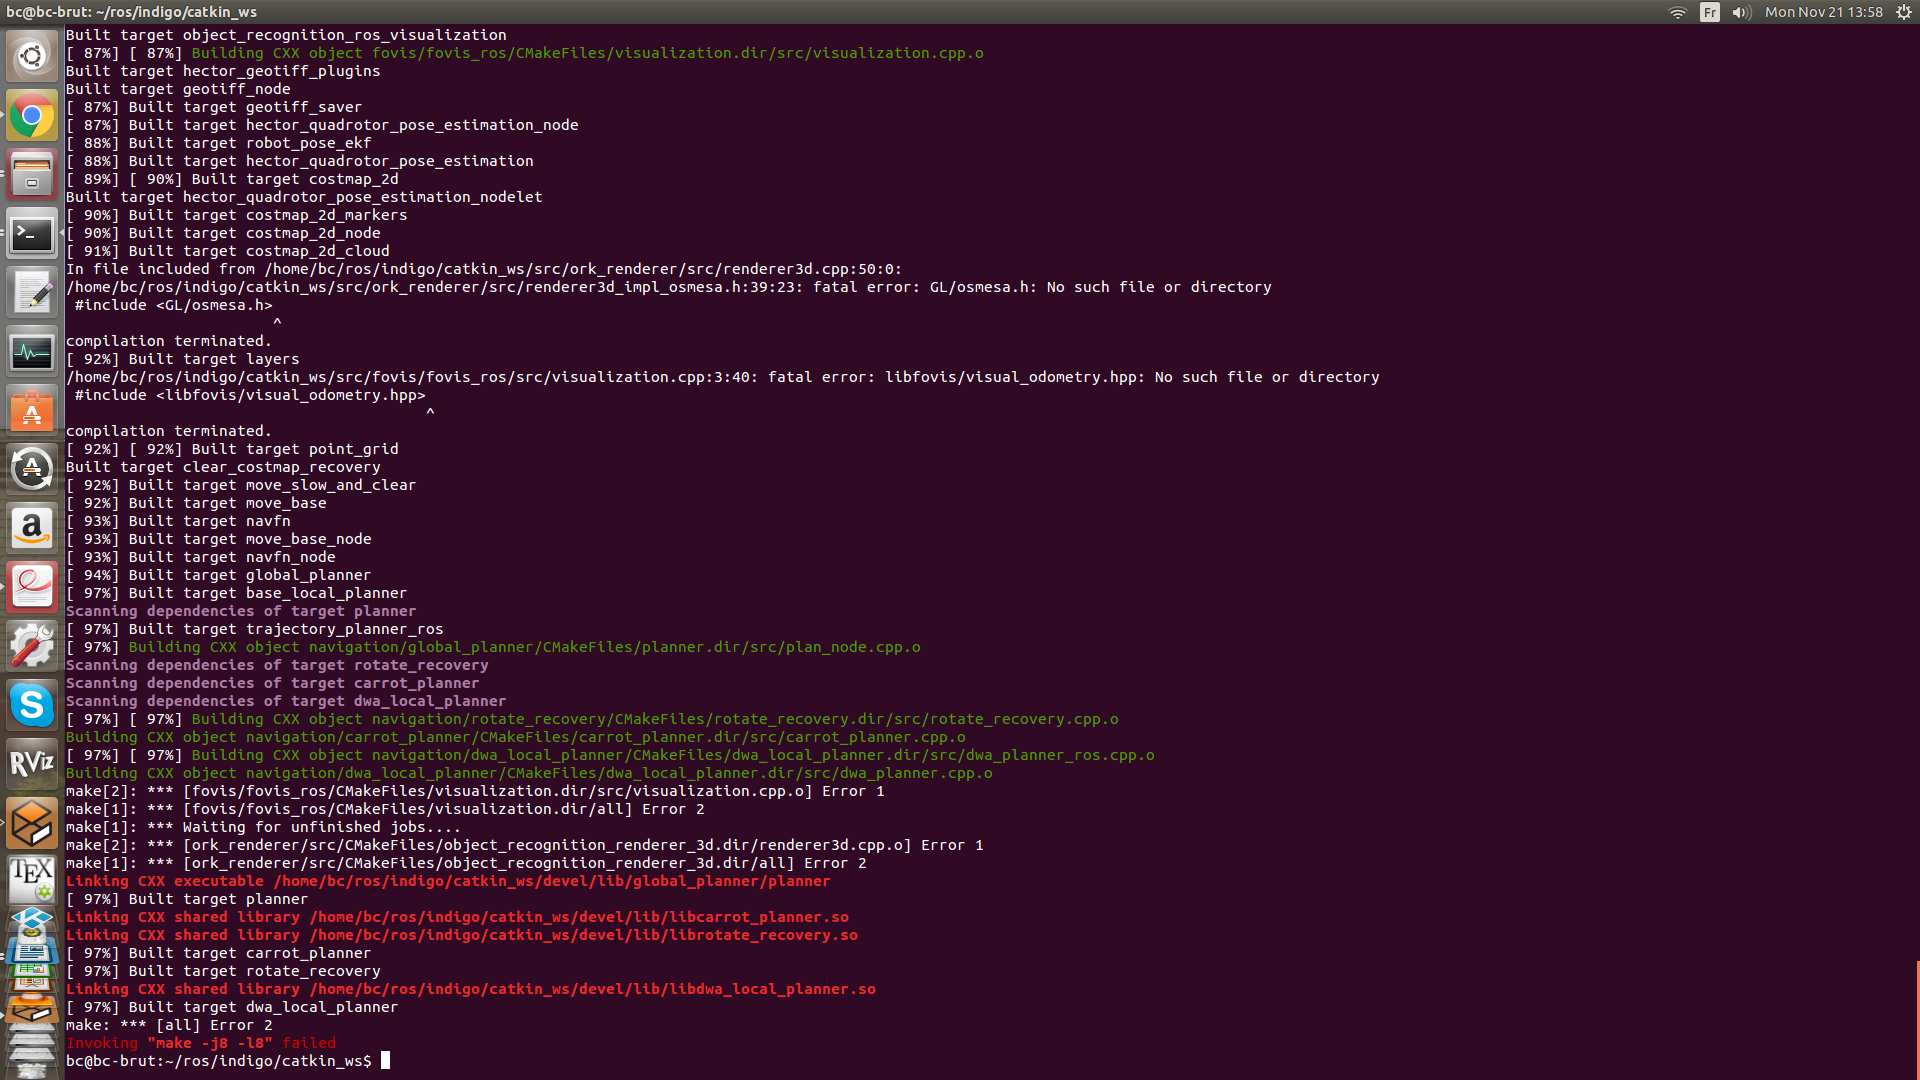 bc@bc-brut: ~/ros/indigo/catkin_ws
Fr
Mon Nov 21 13:58
Built target object_recognition_ros_visualization
[ 87%] [ 87%] Building CXX object fovis/fovis_ros/CMakeFiles/visualization.dir/src/visualization.cpp.o
Built target hector_geotiff_plugins
Built target geotiff_node
[ 87%] Built target geotiff_saver
[ 87%] Built target hector_quadrotor_pose_estimation_node
[ 88%] Built target robot_pose_ekf
[ 88%] Built target hector_quadrotor_pose_estimation
[ 89%] [ 90%] Built target costmap_2d
Built target hector_quadrotor_pose_estimation_nodelet
[ 90%] Built target costmap_2d_markers
[ 90%] Built target costmap_2d_node
[ 91%] Built target costmap_2d_cloud
In file included from /home/bc/ros/indigo/catkin_ws/src/ork_renderer/src/renderer3d.cpp:50:0:
/home/bc/ros/indigo/catkin_ws/src/ork_renderer/src/renderer3d_impl_osmesa.h:39:23: fatal error: GL/osmesa.h: No such file or directory
#include <GL/osmesa.h>
^
compilation terminated.
[ 92%] Built target layers
/home/bc/ros/indigo/catkin_ws/src/fovis/fovis_ros/src/visualization.cpp:3:40: fatal error: libfovis/visual_odometry.hpp: No such file or directory
#include <libfovis/visual_odometry.hpp>
^
compilation terminated.
[ 92%] [ 92%] Built target point_grid
Built target clear_costmap_recovery
[ 92%] Built target move_slow_and_clear
[ 92%] Built target move_base
[ 93%] Built target navfn
[ 93%] Built target move_base_node
[ 93%] Built target navfn_node
[ 94%] Built target global_planner
[ 97%] Built target base_local_planner
Scanning dependencies of target planner
[ 97%] Built target trajectory_planner_ros
[ 97%] Building CXX object navigation/global_planner/CMakeFiles/planner.dir/src/plan_node.cpp.o
Scanning dependencies of target rotate_recovery
Scanning dependencies of target carrot_planner
Scanning dependencies of target dwa_local_planner
[ 97%] [ 97%] Building CXX object navigation/rotate_recovery/CMakeFiles/rotate_recovery.dir/src/rotate_recovery.cpp.o
Building CXX object navigation/carrot_planner/CMakeFiles/carrot_planner.dir/src/carrot_planner.cpp.o
[ 97%] [ 97%] Building CXX object navigation/dwa_local_planner/CMakeFiles/dwa_local_planner.dir/src/dwa_planner_ros.cpp.o
Building CXX object navigation/dwa_local_planner/CMakeFiles/dwa_local_planner.dir/src/dwa_planner.cpp.o
make[2]: *** [fovis/fovis_ros/CMakeFiles/visualization.dir/src/visualization.cpp.o] Error 1
make[1]: *** [fovis/fovis_ros/CMakeFiles/visualization.dir/all] Error 2
make[1]: *** Waiting for unfinished jobs....
make[2]: *** [ork_renderer/src/CMakeFiles/object_recognition_renderer_3d.dir/renderer3d.cpp.o] Error 1
make[1]: *** [ork_renderer/src/CMakeFiles/object_recognition_renderer_3d.dir/all] Error 2
Linking CXX executable /home/bc/ros/indigo/catkin_ws/devel/lib/global_planner/planner
[ 97%] Built target planner
Linking CXX shared library /home/bc/ros/indigo/catkin_ws/devel/lib/libcarrot_planner.so
Linking CXX shared library /home/bc/ros/indigo/catkin_ws/devel/lib/librotate_recovery.so
[ 97%] Built target carrot_planner
[ 97%] Built target rotate_recovery
Linking CXX shared library /home/bc/ros/indigo/catkin_ws/devel/lib/libdwa_local_planner.so
[ 97%] Built target dwa_local_planner
make: *** [all] Error 2
Invoking "make -j8 -l8" failed
bc@bc-brut:~/ros/indigo/catkin_ws$
RViz
TEX